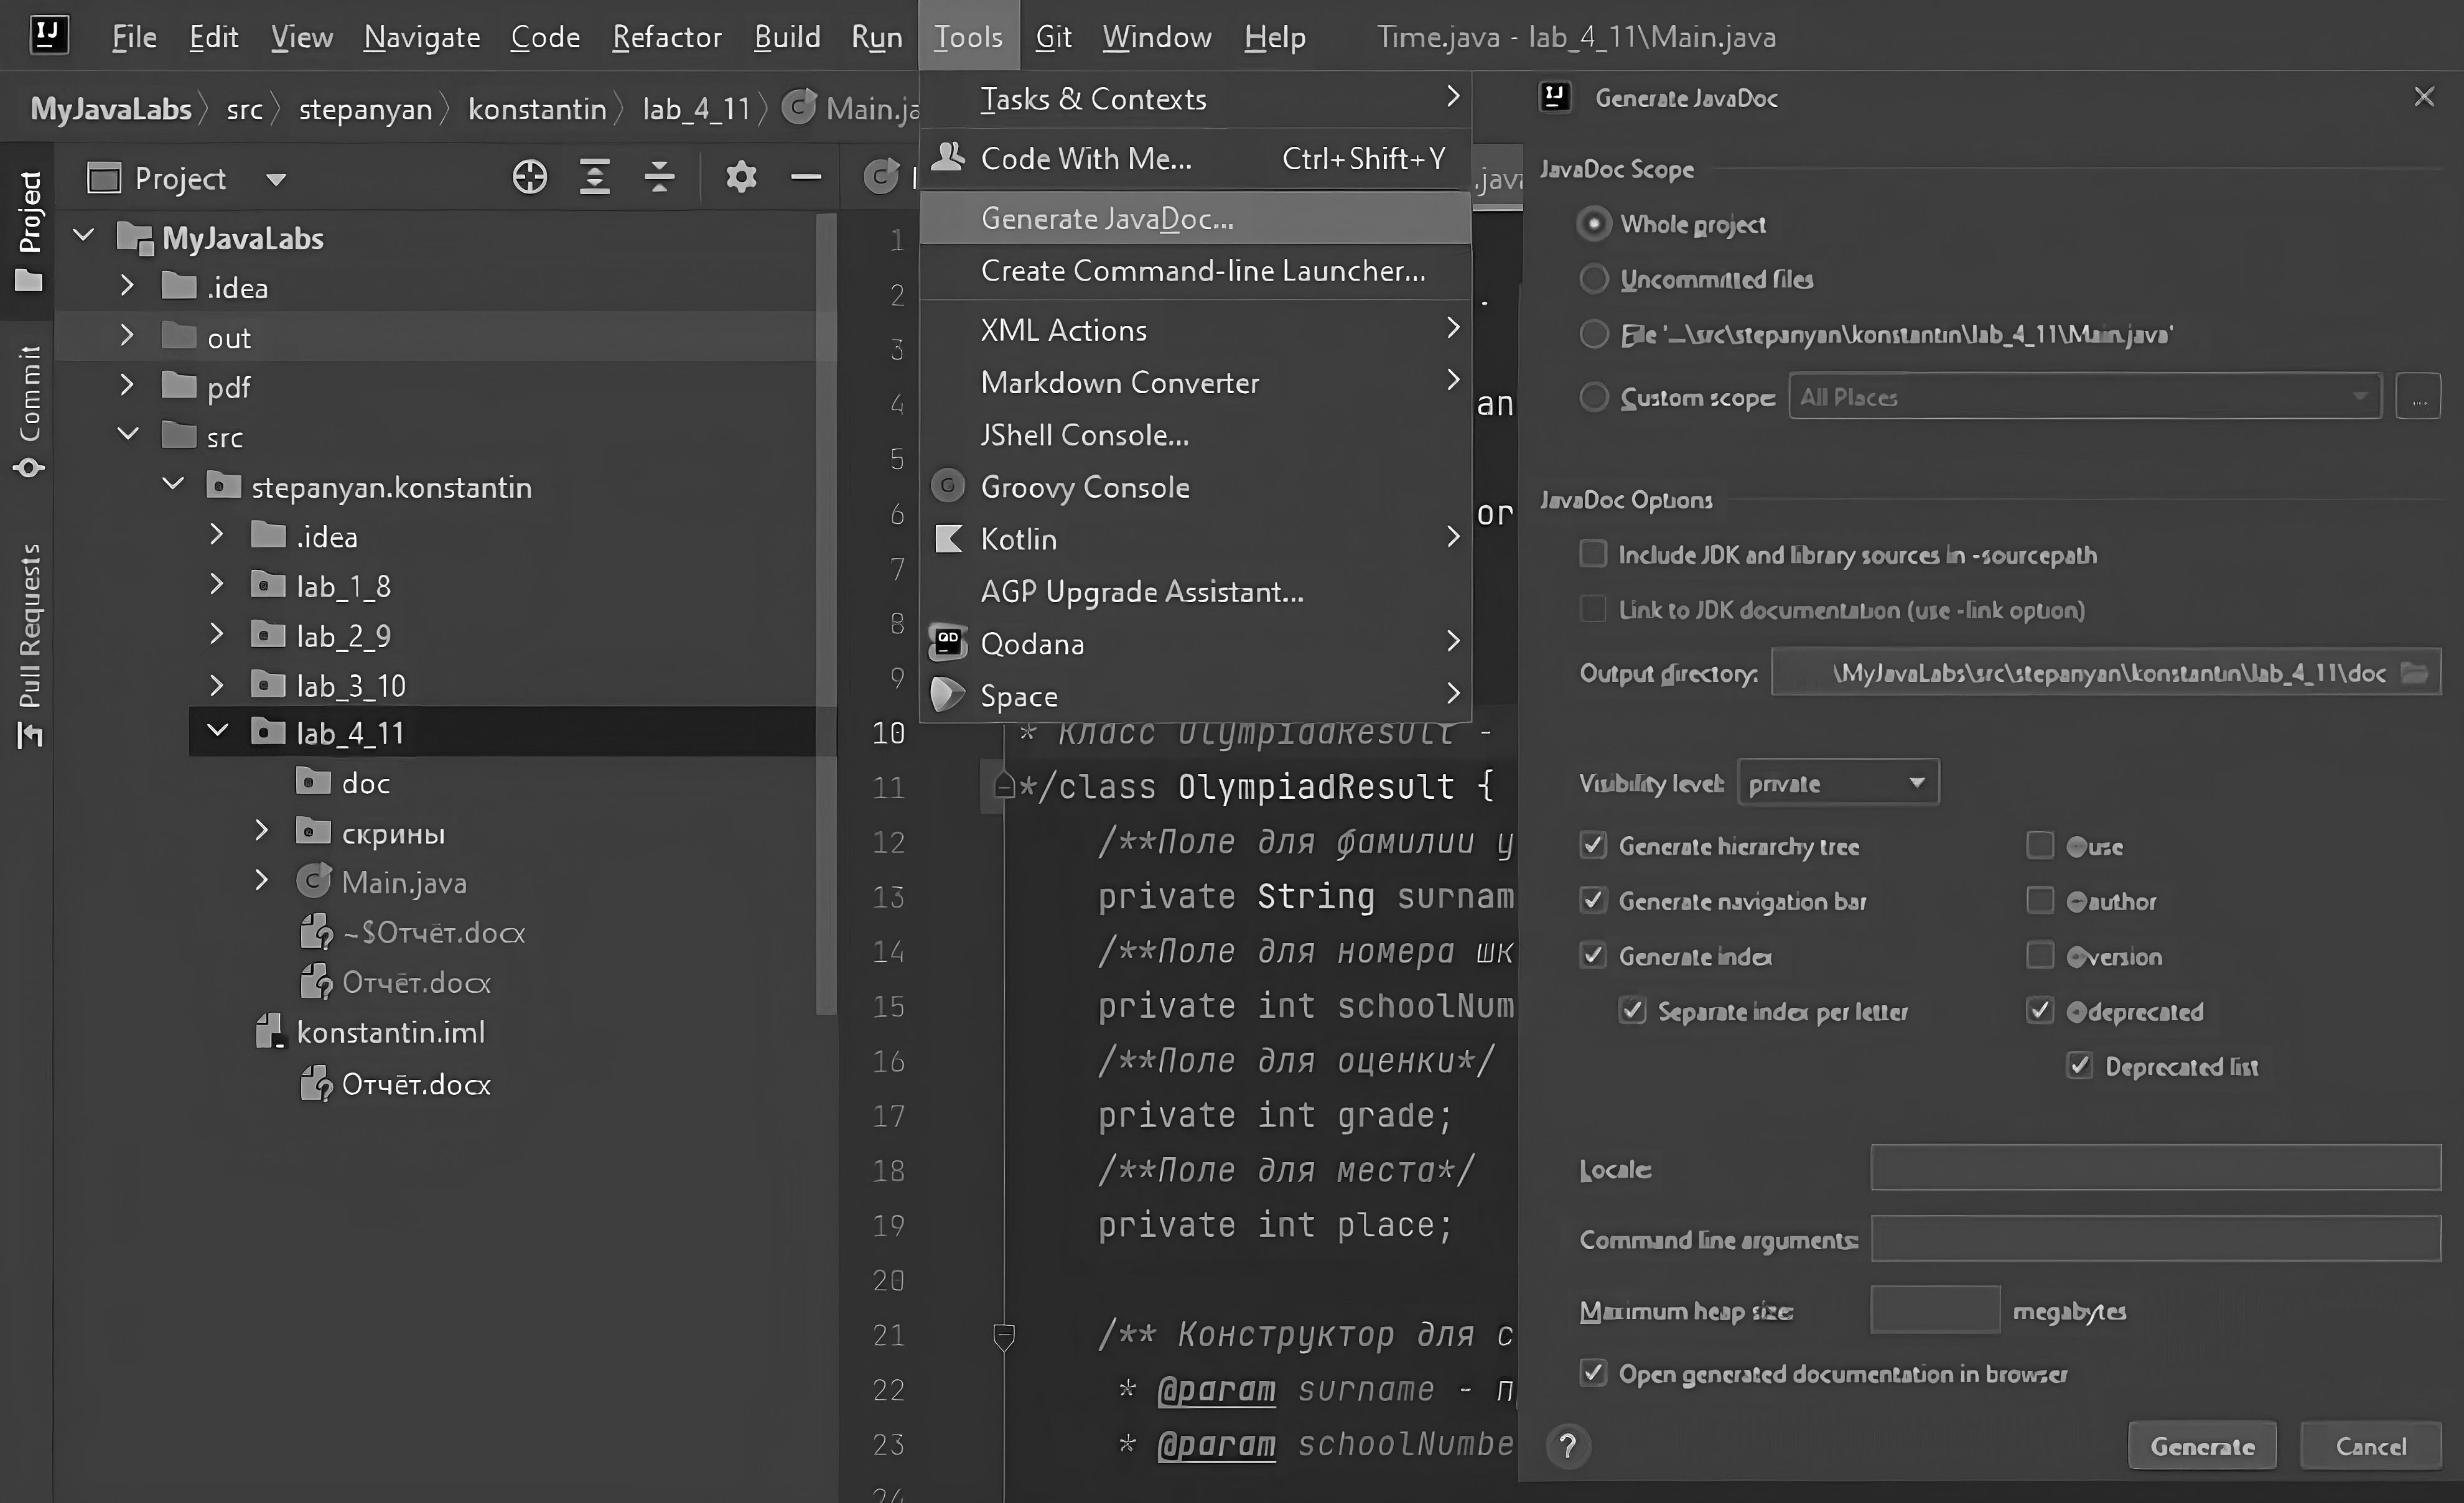 File Edit View Navigate Code Refactor Build Run Tools Git Window Help Time.java - lab_4_11\Main.java
MyJavaLabs src stepanyan konstantin lab_4_11 Main.ja
Project
Commit
Pull Requests
Project
MyJavaLabs
.idea
out
pdf
src
stepanyan.konstantin
.idea
lab_1_8
lab_2_9
lab_3_10
lab_4_11
doc
скрины
Main.java
~$Отчёт.docx
Отчёт.docx
konstantin.iml
Отчёт.docx
Tasks & Contexts
Code With Me... Ctrl+Shift+Y
Generate JavaDoc...
Create Command-line Launcher...
XML Actions
Markdown Converter
JShell Console...
Groovy Console
Kotlin
AGP Upgrade Assistant...
Qodana
Space
.java
1
2
3
4 an
5
6 or
7
8
9
10 * Класс OlympiadResult -
11 */class OlympiadResult {
12 /**Поле для фамилии у
13 private String surnam
14 /**Поле для номера шк
15 private int schoolNum
16 /**Поле для оценки*/
17 private int grade;
18 /**Поле для места*/
19 private int place;
20
21 /** Конструктор для с
22 * @param surname - п
23 * @param schoolNumbe
24
Generate JavaDoc
JavaDoc Scope
Whole project
Uncommitted files
File '...\src\stepanyan\konstantin\lab_4_11\Main.java'
Custom scope: All Places ...
JavaDoc Options
Include JDK and library sources in -sourcepath
Link to JDK documentation (use -link option)
Output directory: \MyJavaLabs\src\stepanyan\konstantin\lab_4_11\doc
Visibility level: private
Generate hierarchy tree @use
Generate navigation bar @author
Generate index @version
Separate index per letter @deprecated
Deprecated list
Locale:
Command line arguments:
Maximum heap size: megabytes
Open generated documentation in browser
? Generate Cancel